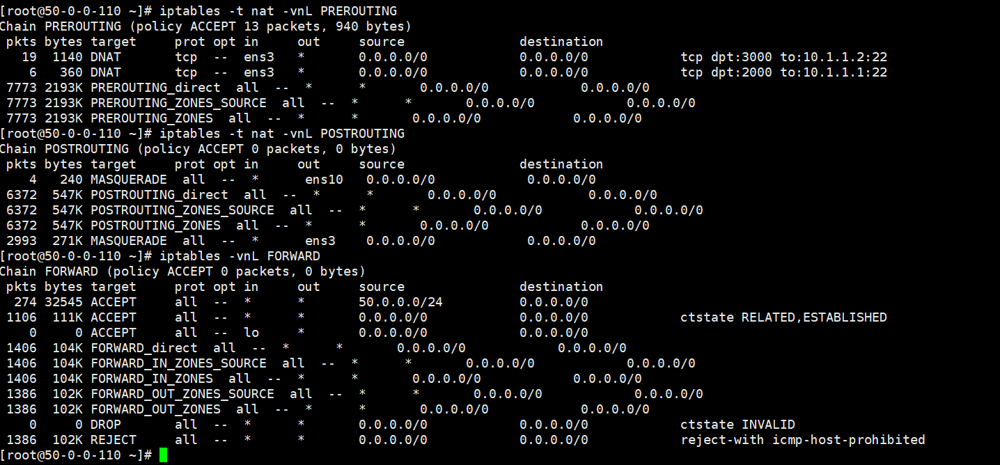 [root@50-0-0-110 ~]# iptables -t nat -vnL PREROUTING
Chain PREROUTING (policy ACCEPT 13 packets, 940 bytes)
 pkts bytes target     prot opt in     out     source               destination
   19  1140 DNAT       tcp  --  ens3   *       0.0.0.0/0            0.0.0.0/0            tcp dpt:3000 to:10.1.1.2:22
    6   360 DNAT       tcp  --  ens3   *       0.0.0.0/0            0.0.0.0/0            tcp dpt:2000 to:10.1.1.1:22
 7773 2193K PREROUTING_direct  all  --  *      *       0.0.0.0/0            0.0.0.0/0
 7773 2193K PREROUTING_ZONES_SOURCE  all  --  *      *       0.0.0.0/0            0.0.0.0/0
 7773 2193K PREROUTING_ZONES  all  --  *      *       0.0.0.0/0            0.0.0.0/0
[root@50-0-0-110 ~]# iptables -t nat -vnL POSTROUTING
Chain POSTROUTING (policy ACCEPT 0 packets, 0 bytes)
 pkts bytes target     prot opt in     out     source               destination
    4   240 MASQUERADE  all  --  *      ens10   0.0.0.0/0            0.0.0.0/0
 6372  547K POSTROUTING_direct  all  --  *      *       0.0.0.0/0            0.0.0.0/0
 6372  547K POSTROUTING_ZONES_SOURCE  all  --  *      *       0.0.0.0/0            0.0.0.0/0
 6372  547K POSTROUTING_ZONES  all  --  *      *       0.0.0.0/0            0.0.0.0/0
 2993  271K MASQUERADE  all  --  *      ens3    0.0.0.0/0            0.0.0.0/0
[root@50-0-0-110 ~]# iptables -vnL FORWARD
Chain FORWARD (policy ACCEPT 0 packets, 0 bytes)
 pkts bytes target     prot opt in     out     source               destination
  274 32545 ACCEPT     all  --  *      *       50.0.0.0/24          0.0.0.0/0
 1106  111K ACCEPT     all  --  *      *       0.0.0.0/0            0.0.0.0/0            ctstate RELATED,ESTABLISHED
    0     0 ACCEPT     all  --  lo     *       0.0.0.0/0            0.0.0.0/0
 1406  104K FORWARD_direct  all  --  *      *       0.0.0.0/0            0.0.0.0/0
 1406  104K FORWARD_IN_ZONES_SOURCE  all  --  *      *       0.0.0.0/0            0.0.0.0/0
 1406  104K FORWARD_IN_ZONES  all  --  *      *       0.0.0.0/0            0.0.0.0/0
 1386  102K FORWARD_OUT_ZONES_SOURCE  all  --  *      *       0.0.0.0/0            0.0.0.0/0
 1386  102K FORWARD_OUT_ZONES  all  --  *      *       0.0.0.0/0            0.0.0.0/0
    0     0 DROP       all  --  *      *       0.0.0.0/0            0.0.0.0/0            ctstate INVALID
 1386  102K REJECT     all  --  *      *       0.0.0.0/0            0.0.0.0/0            reject-with icmp-host-prohibited
[root@50-0-0-110 ~]#